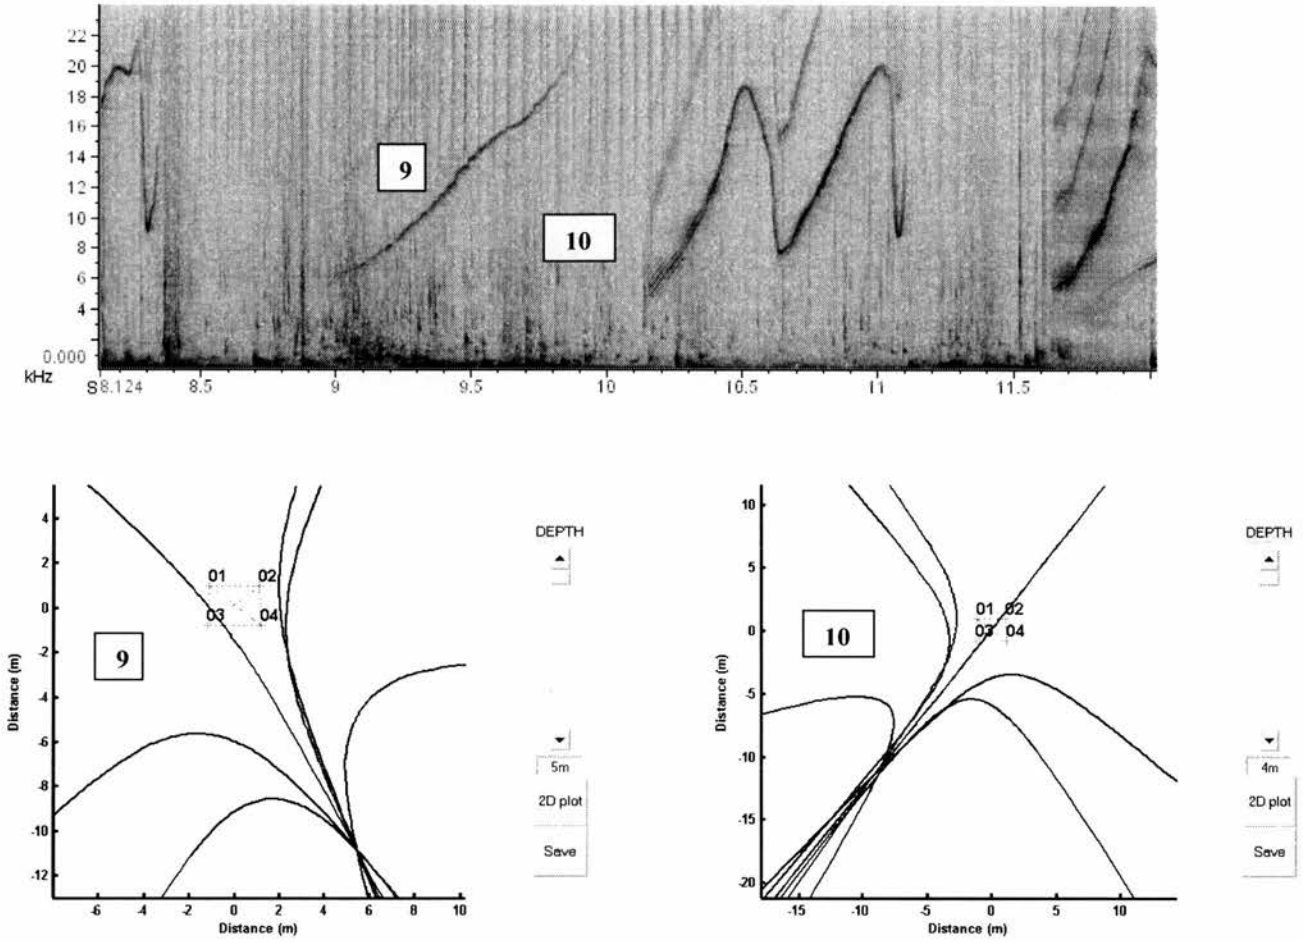 22
20
18
16
14
12
10
8
6
4
0.000
kHz
9
10
S8.124 8.5 9 9.5 10 10.5 11 11.5
4
2
0
-2
-4
-6
-8
-10
-12
Distance (m)
01 02
03 04
9
-6 -4 -2 0 2 4 6 8 10
Distance (m)
DEPTH
5m
2D plot
Save
10
5
0
-5
-10
-15
-20
Distance (m)
01 02
03 04
10
-15 -10 -5 0 5 10
Distance (m)
DEPTH
4m
2D plot
Save